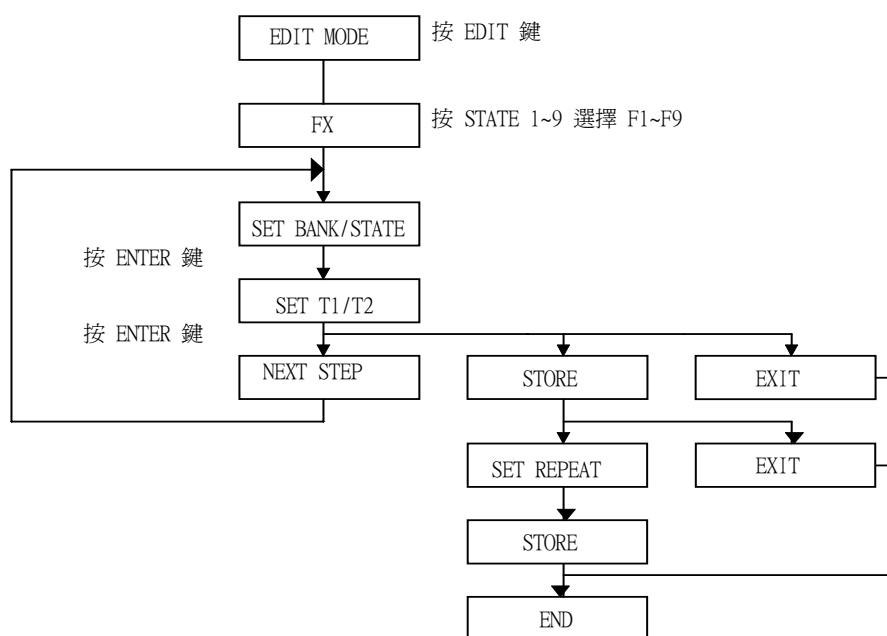 EDIT MODE
按 EDIT 鍵
FX
按 STATE 1~9 選擇 F1~F9
SET BANK/STATE
按 ENTER 鍵
SET T1/T2
按 ENTER 鍵
NEXT STEP
STORE
EXIT
SET REPEAT
EXIT
STORE
END